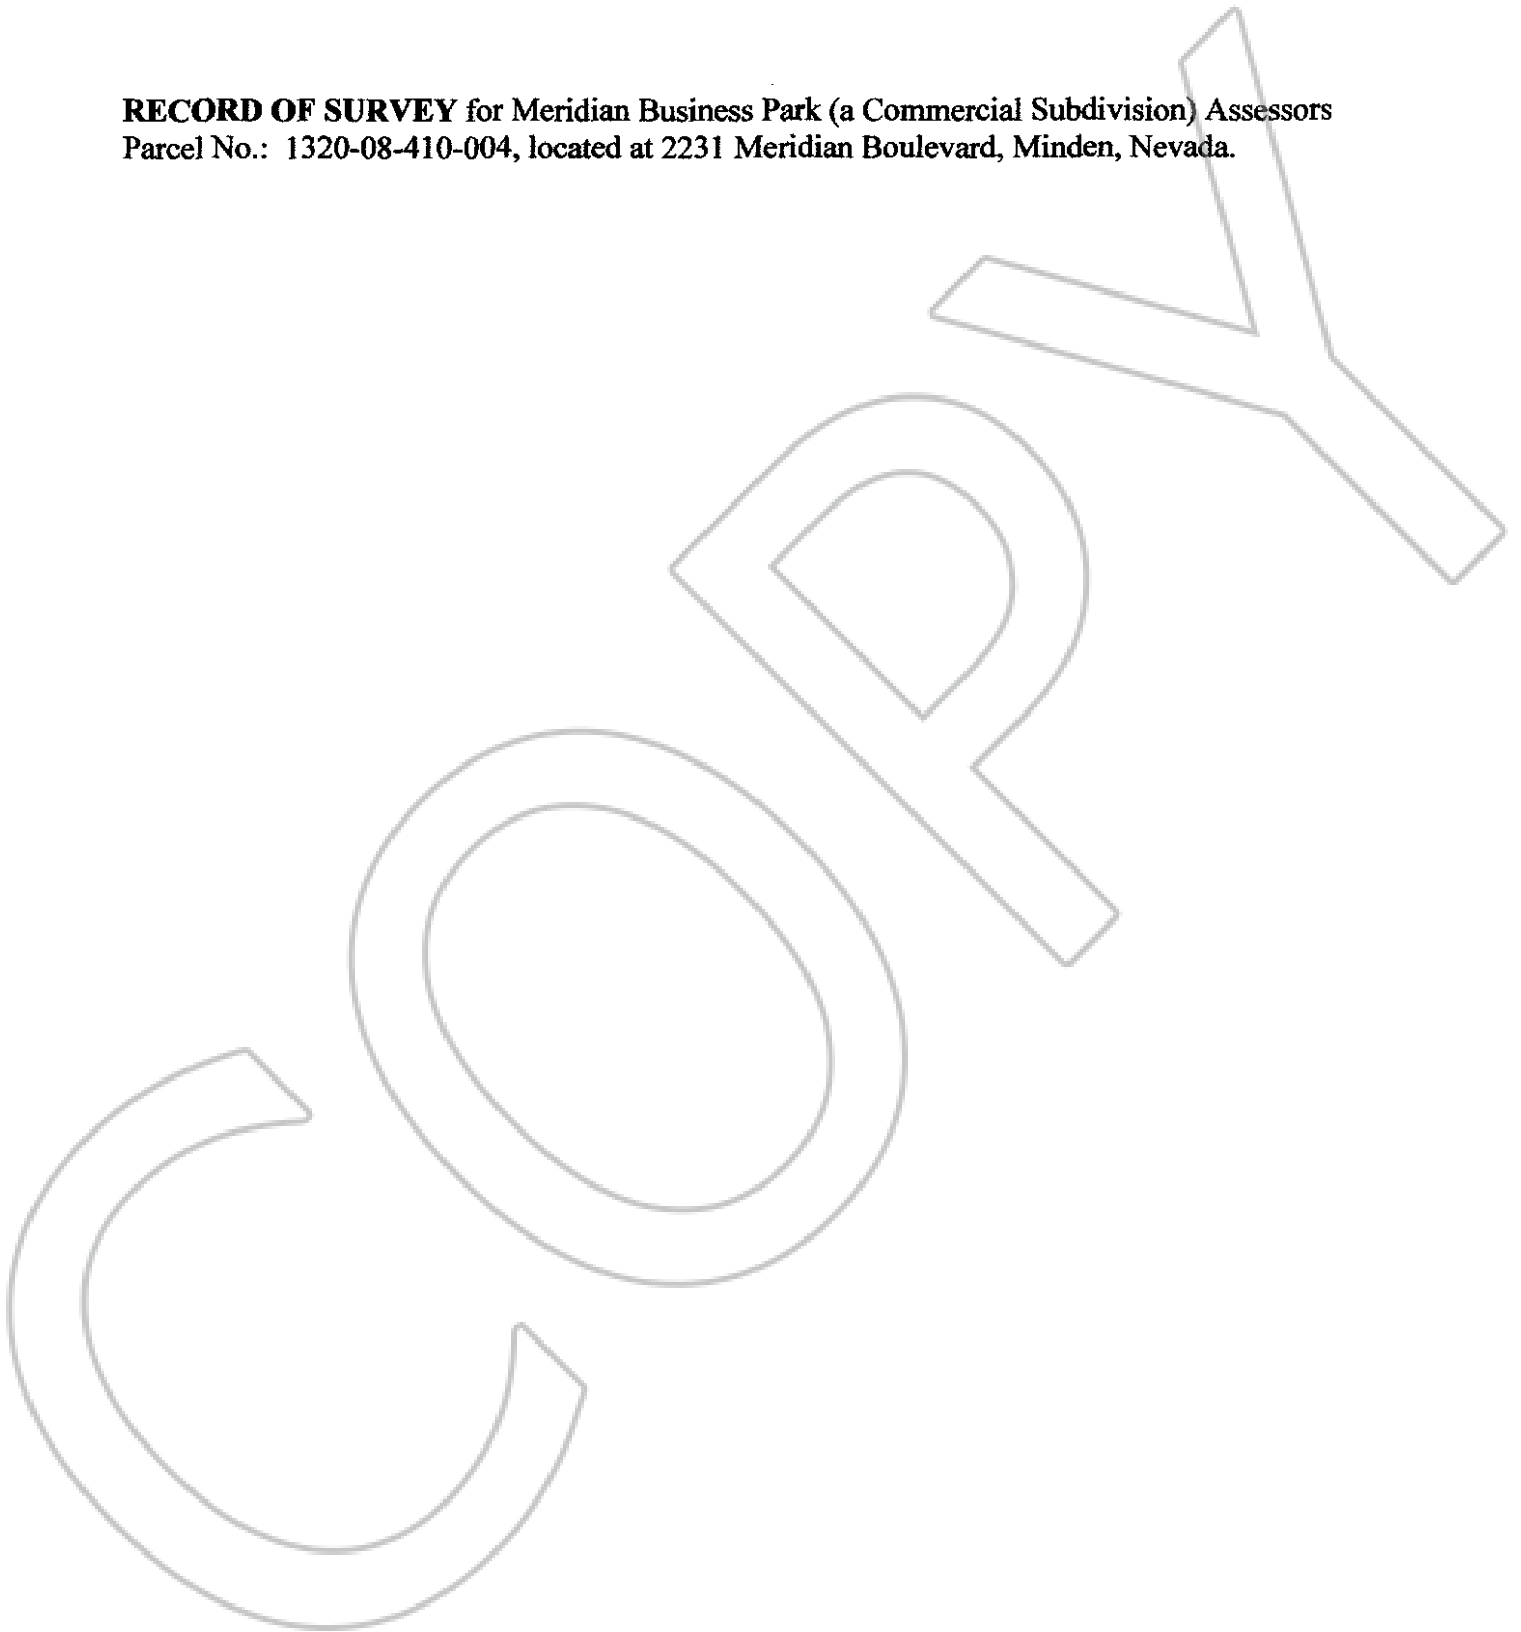 RECORD OF SURVEY for Meridian Business Park (a Commercial Subdivision) Assessors
Parcel No.: 1320-08-410-004, located at 2231 Meridian Boulevard, Minden, Nevada.
COPY